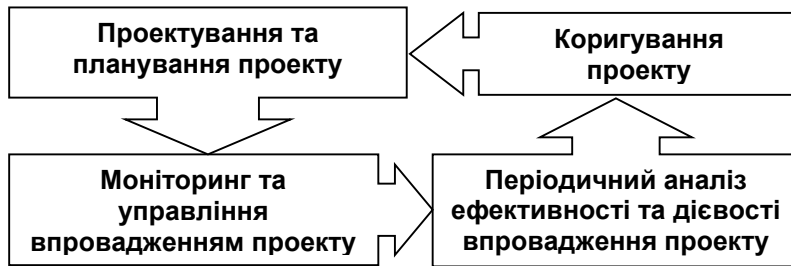 Проектування та
планування проекту
Коригування
проекту
Моніторинг та
управління
впровадженням проекту
Періодичний аналіз
ефективності та дієвості
впровадження проекту